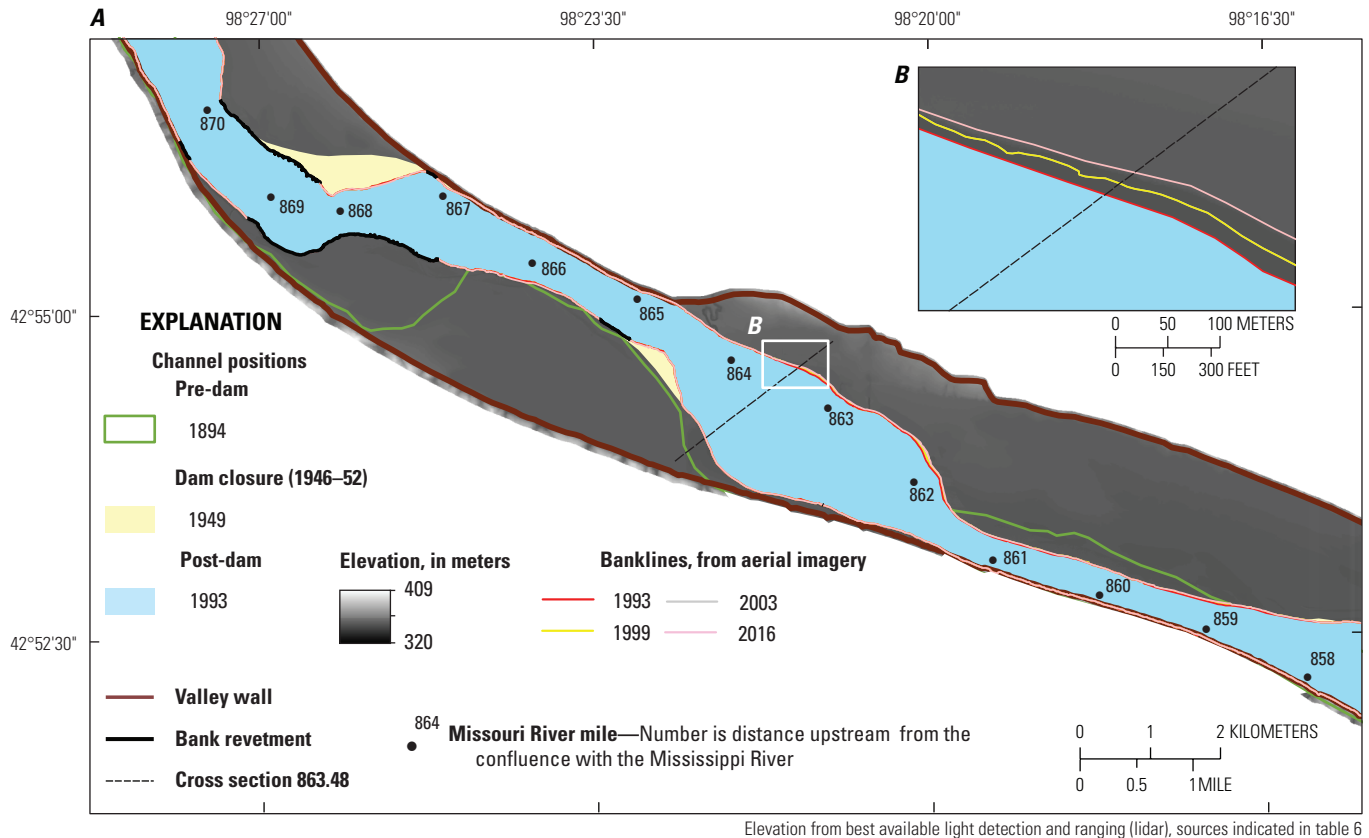 A
98°27'00"
98°23'30"
98°20'00"
98°16'30"
B
870
869
868
867
866
865
42°55'00"
B
864
863
862
861
860
859
858
0 50 100 METERS
0 150 300 FEET
EXPLANATION
Channel positions
Pre-dam
1894
Dam closure (1946–52)
1949
Post-dam
1993
Elevation, in meters
409
320
Banklines, from aerial imagery
1993
2003
1999
2016
42°52'30"
Valley wall
Bank revetment
Cross section 863.48
864
Missouri River mile—Number is distance upstream from the
confluence with the Mississippi River
0 1 2 KILOMETERS
0 0.5 1 MILE
Elevation from best available light detection and ranging (lidar), sources indicated in table 6